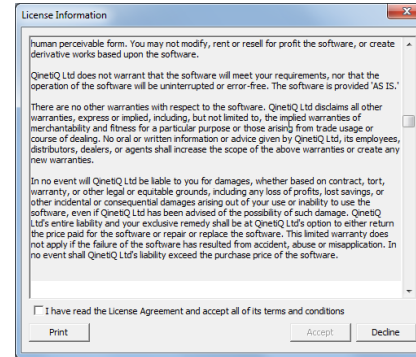 License Information
human perceivable form. You may not modify, rent or resell for profit the software, or create
derivative works based upon the software.
QinetiQ Ltd does not warrant that the software will meet your requirements, nor that the
operation of the software will be uninterrupted or error-free. The software is provided 'AS IS.'
There are no other warranties with respect to the software. QinetiQ Ltd disclaims all other
warranties, express or implied, including, but not limited to, the implied warranties of
merchantability and fitness for a particular purpose or those arising from trade usage or
course of dealing. No oral or written information or advice given by QinetiQ Ltd, its employees,
distributors, dealers, or agents shall increase the scope of the above warranties or create any
new warranties.
In no event will QinetiQ Ltd be liable to you for damages, whether based on contract, tort,
warranty, or other legal or equitable grounds, including any loss of profits, lost savings, or
other incidental or consequential damages arising out of your use or inability to use the
software, even if QinetiQ Ltd has been advised of the possibility of such damage. QinetiQ
Ltd's entire liability and your exclusive remedy shall be at QinetiQ Ltd's option to either return
the price paid for the software or repair or replace the software. This limited warranty does
not apply if the failure of the software has resulted from accident, abuse or misapplication. In
no event shall QinetiQ Ltd's liability exceed the purchase price of the software.
I have read the License Agreement and accept all of its terms and conditions
Print Accept Decline